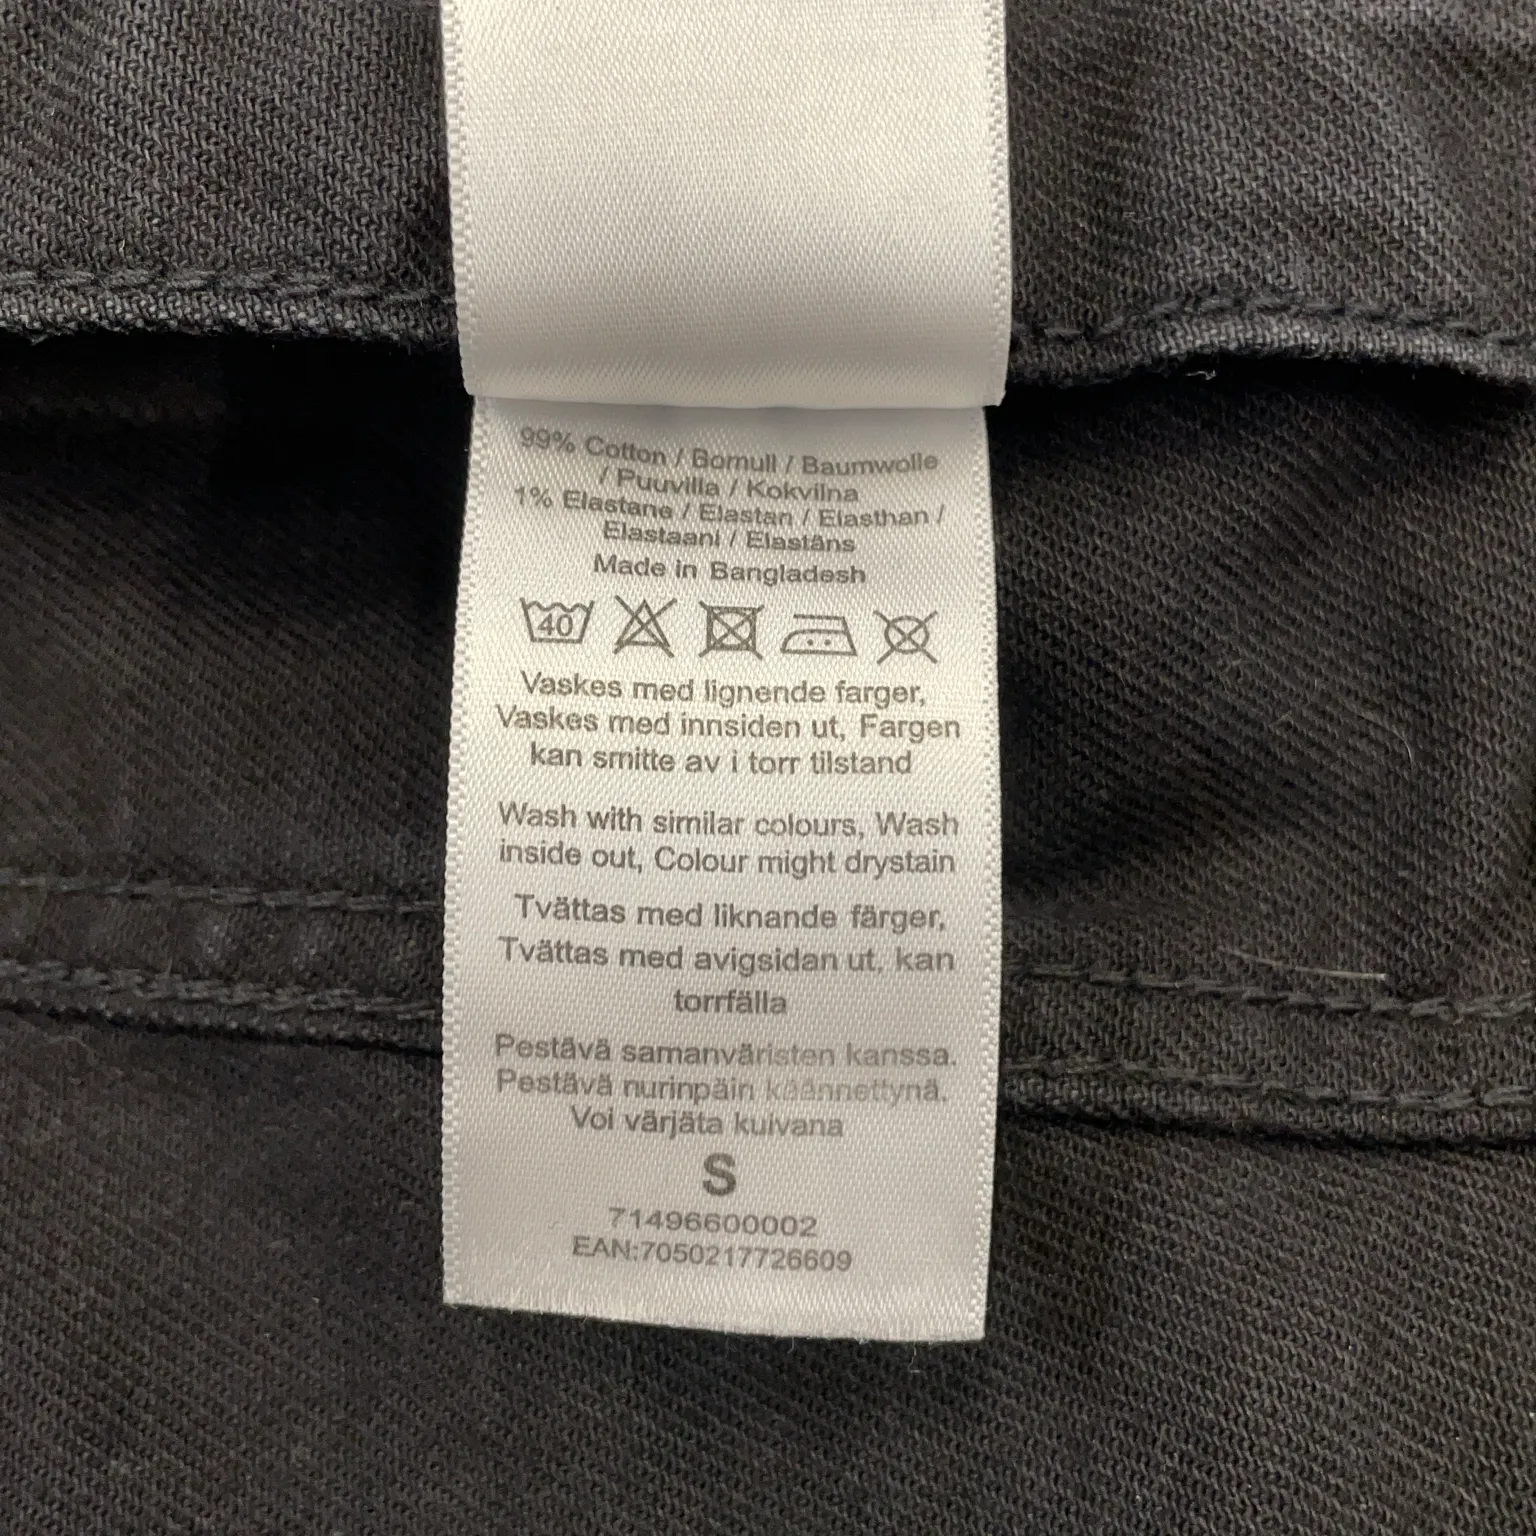 99% Cotton / Bomull / Baumwolle
/ Puuvilla / Kokvilna
1% Elastane / Elastan / Elasthan /
Elastaani / Elastāns
Made in Bangladesh
40
Vaskes med lignende farger,
Vaskes med innsiden ut, Fargen
kan smitte av i torr tilstand
Wash with similar colours, Wash
inside out, Colour might drystain
Tvättas med liknande färger,
Tvättas med avigsidan ut, kan
torrfälla
Pestävä samanväristen kanssa.
Pestävä nurinpäin käännettynä.
Voi värjäta kuivana
S
71496600002
EAN:7050217726609